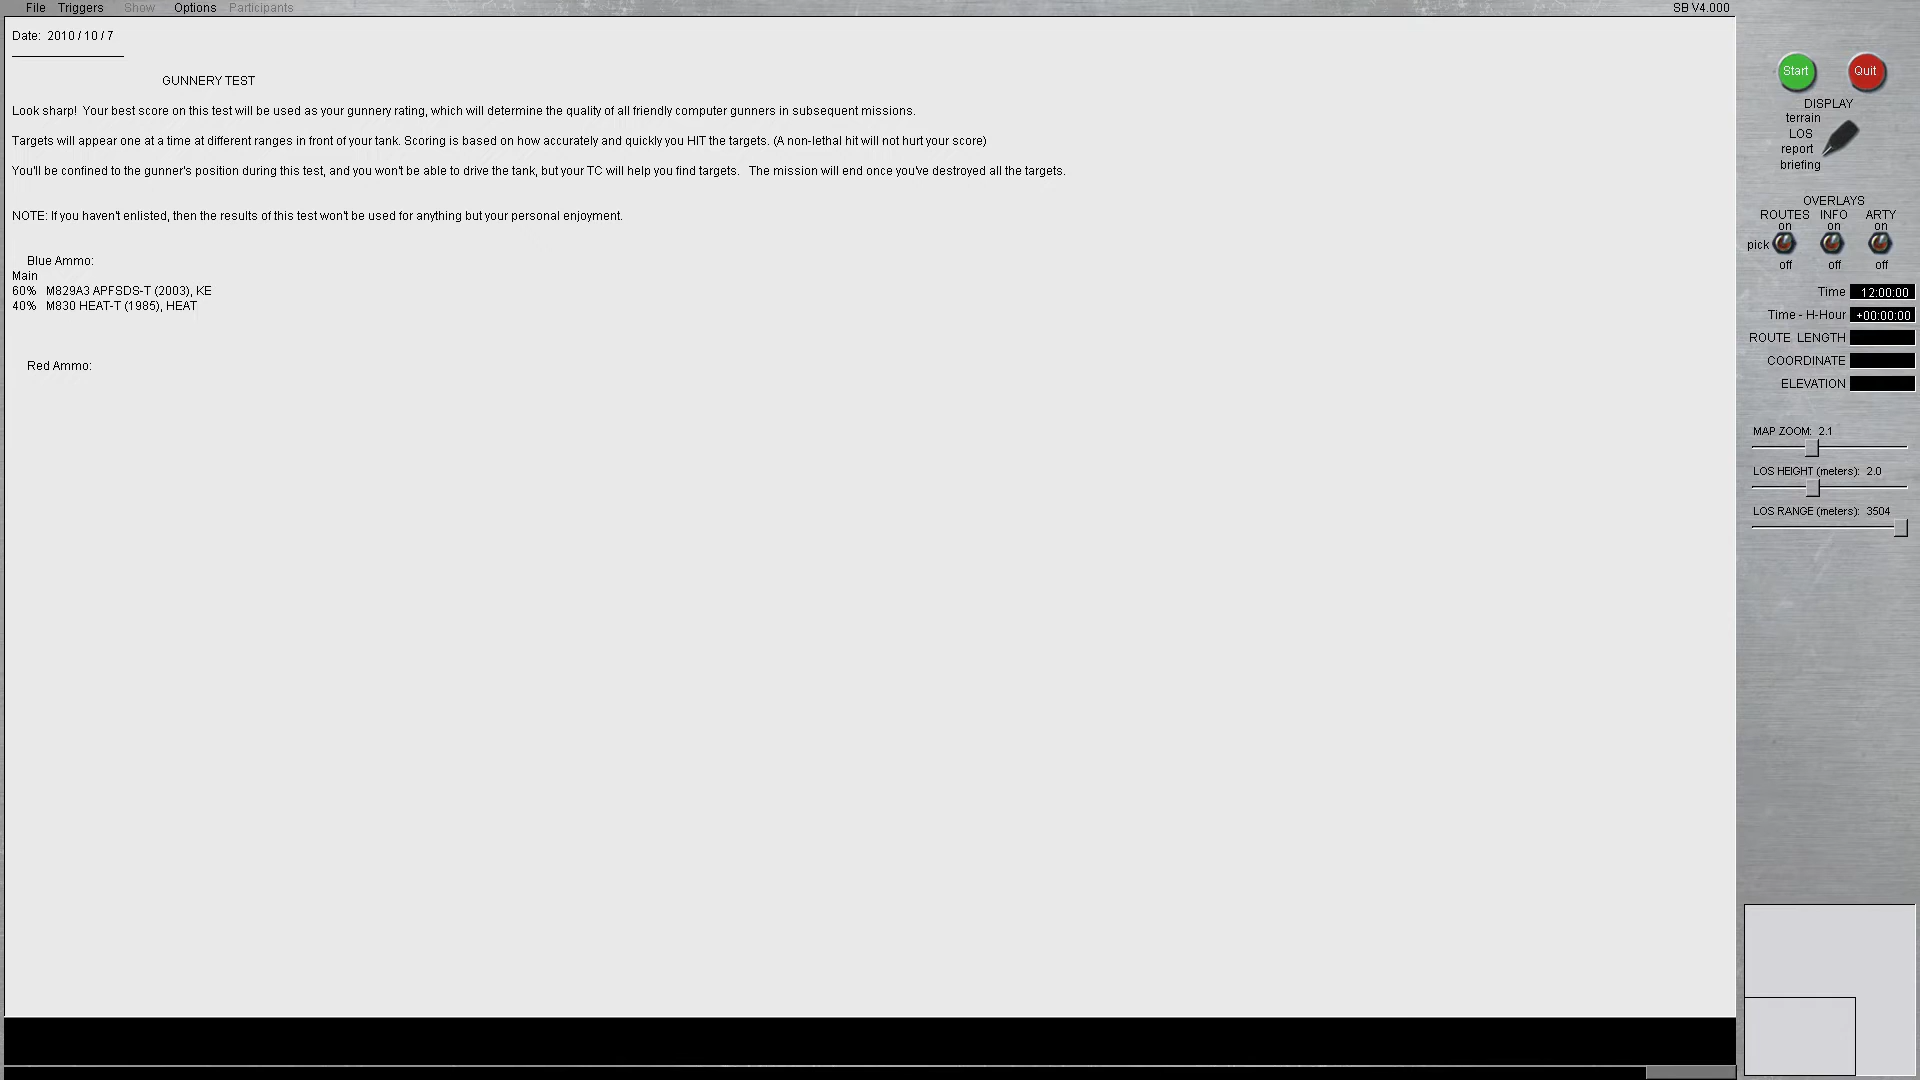 File Triggers Show Options Participants SB V4.000
Date: 2010 / 10 / 7
GUNNERY TEST
Look sharp! Your best score on this test will be used as your gunnery rating, which will determine the quality of all friendly computer gunners in subsequent missions.
Targets will appear one at a time at different ranges in front of your tank. Scoring is based on how accurately and quickly you HIT the targets. (A non-lethal hit will not hurt your score)
You'll be confined to the gunner's position during this test, and you won't be able to drive the tank, but your TC will help you find targets. The mission will end once you've destroyed all the targets.
NOTE: If you haven't enlisted, then the results of this test won't be used for anything but your personal enjoyment.
Blue Ammo:
Main
60% M829A3 APFSDS-T (2003), KE
40% M830 HEAT-T (1985), HEAT
Red Ammo:
Start Quit
DISPLAY
terrain
LOS
report
briefing
OVERLAYS
ROUTES INFO ARTY
on on on
pick
off off off
Time 12:00:00
Time - H-Hour +00:00:00
ROUTE LENGTH
COORDINATE
ELEVATION
MAP ZOOM: 2.1
LOS HEIGHT (meters): 2.0
LOS RANGE (meters): 3504